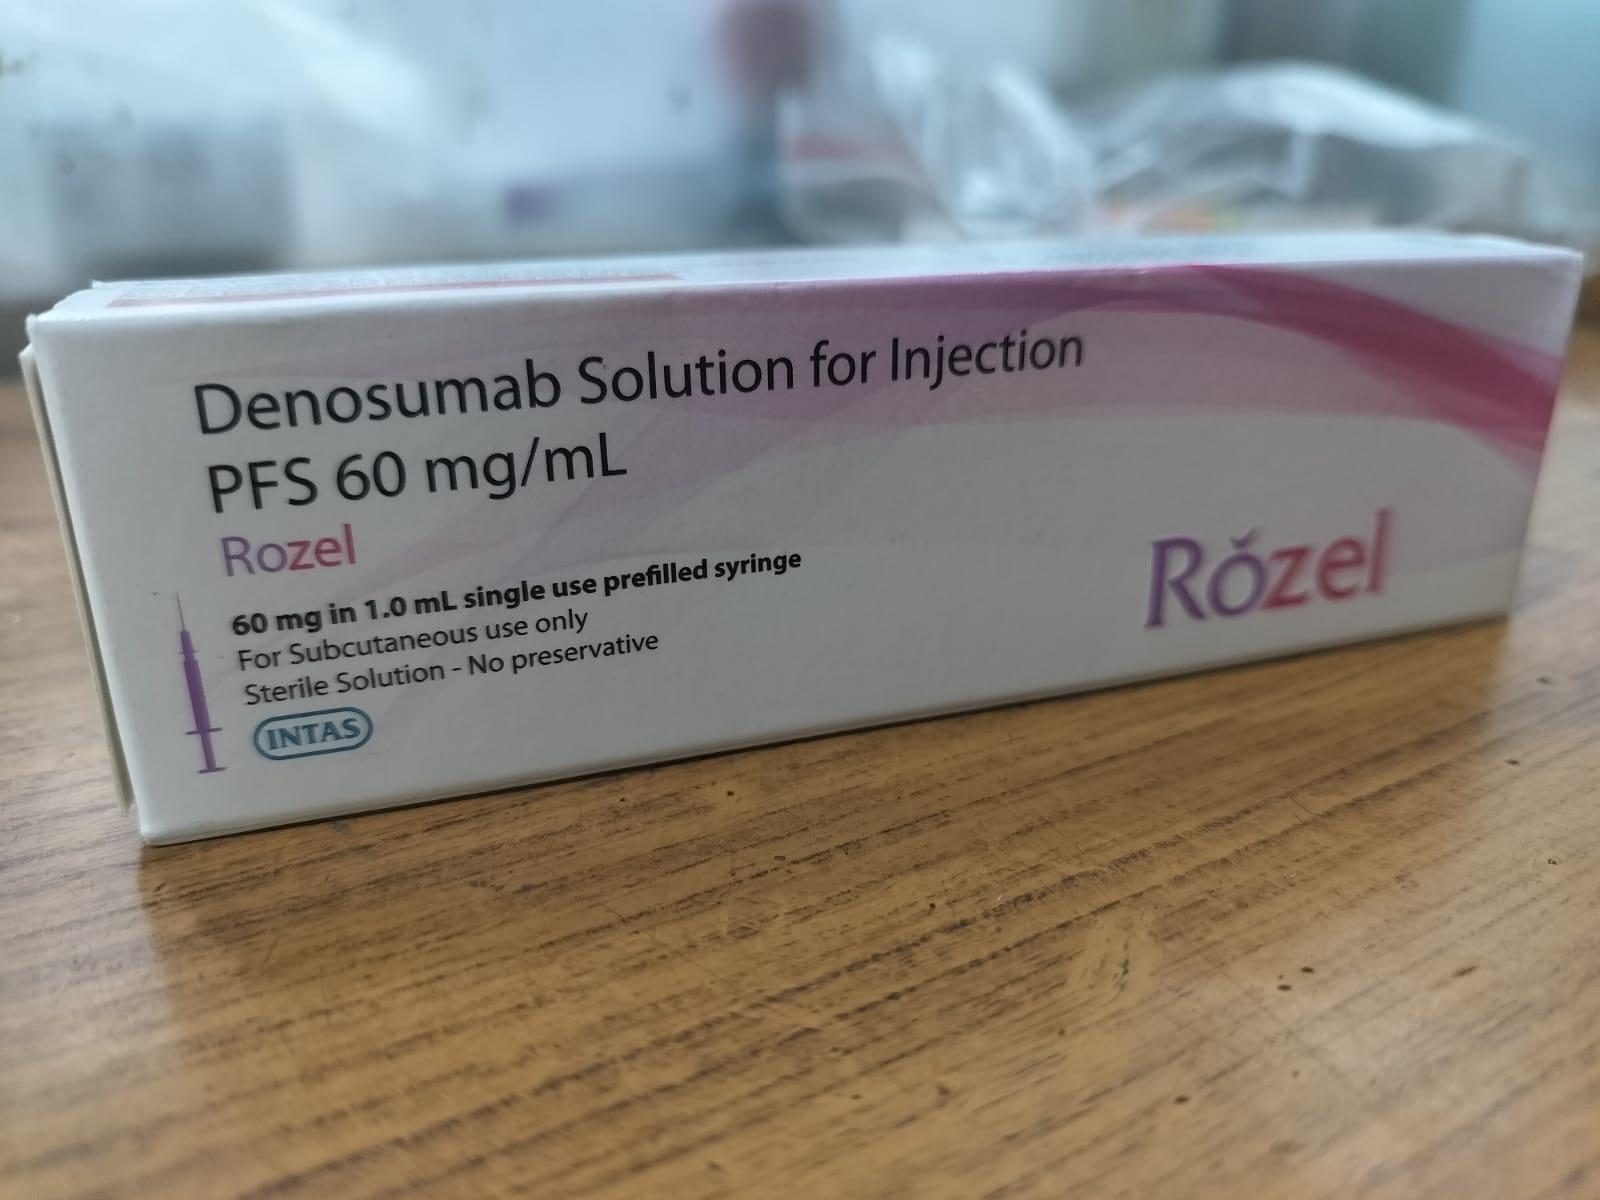 Denosumab Solution for Injection
PFS 60 mg/mL
Rozel
60 mg in 1.0 mL single use prefilled syringe
For Subcutaneous use only
Sterile Solution - No preservative
INTAS
Rǒzel